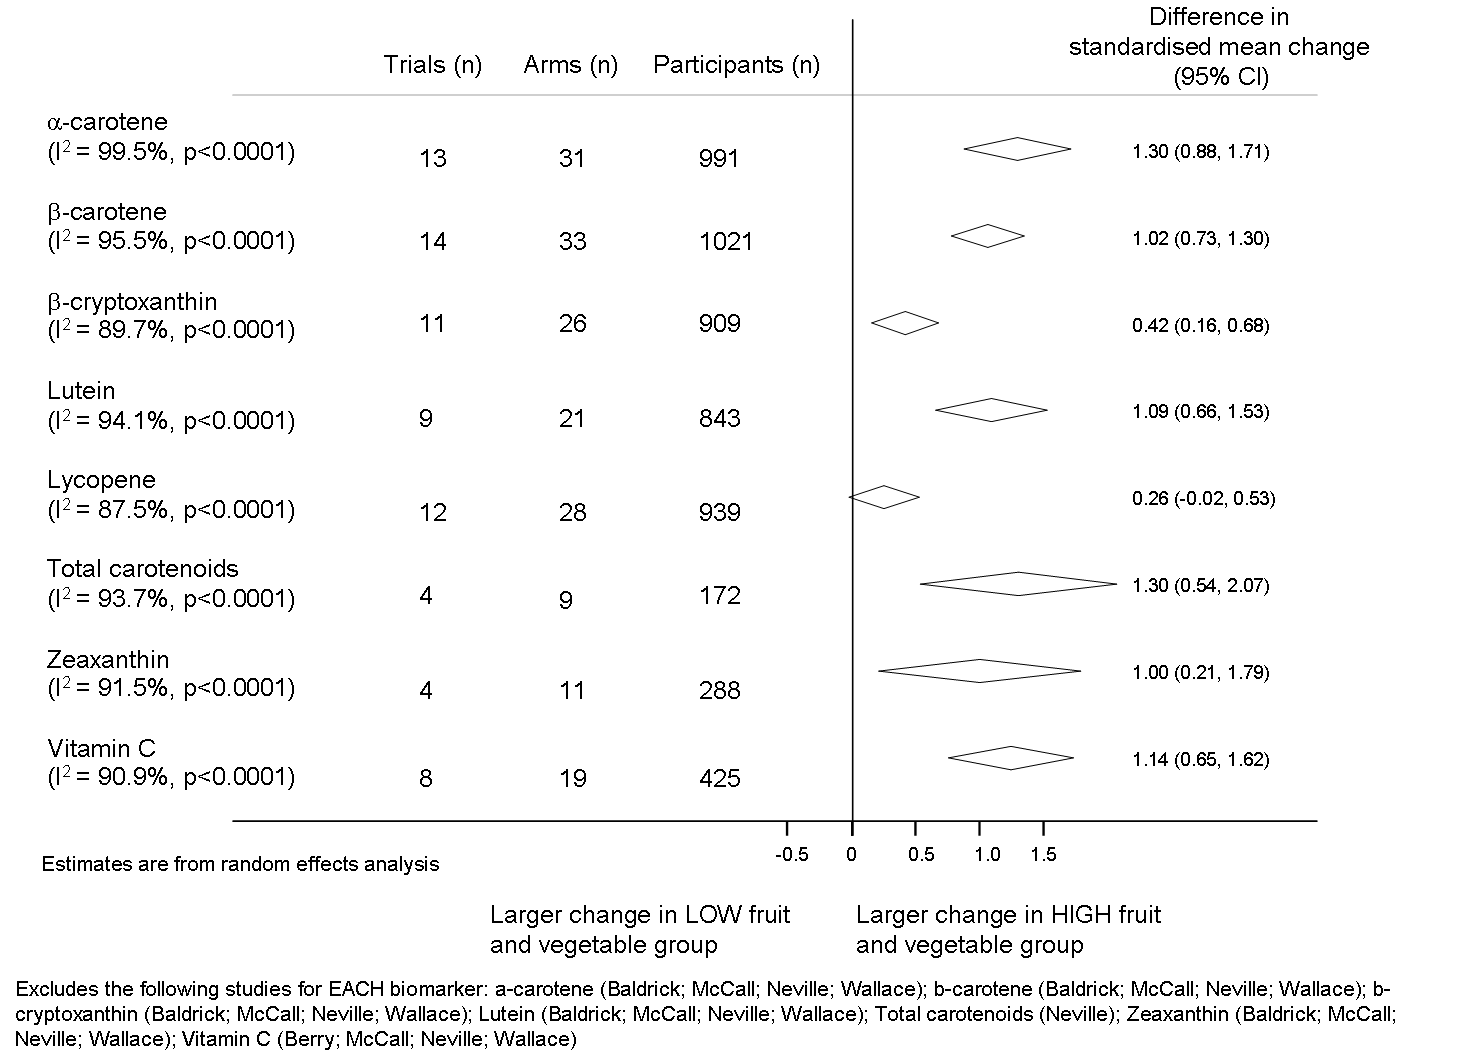 Difference in
standardised mean change
(95% CI)
Trials (n) Arms (n) Participants (n)
α-carotene
(I² = 99.5%, p<0.0001) 13 31 991 1.30 (0.88, 1.71)
β-carotene
(I² = 95.5%, p<0.0001) 14 33 1021 1.02 (0.73, 1.30)
β-cryptoxanthin
(I² = 89.7%, p<0.0001) 11 26 909 0.42 (0.16, 0.68)
Lutein
(I² = 94.1%, p<0.0001) 9 21 843 1.09 (0.66, 1.53)
Lycopene
(I² = 87.5%, p<0.0001) 12 28 939 0.26 (-0.02, 0.53)
Total carotenoids
(I² = 93.7%, p<0.0001) 4 9 172 1.30 (0.54, 2.07)
Zeaxanthin
(I² = 91.5%, p<0.0001) 4 11 288 1.00 (0.21, 1.79)
Vitamin C
(I² = 90.9%, p<0.0001) 8 19 425 1.14 (0.65, 1.62)
-0.5 0 0.5 1.0 1.5
Estimates are from random effects analysis
Larger change in LOW fruit
and vegetable group
Larger change in HIGH fruit
and vegetable group
Excludes the following studies for EACH biomarker: a-carotene (Baldrick; McCall; Neville; Wallace); b-carotene (Baldrick; McCall; Neville, Wallace); b-
cryptoxanthin (Baldrick; McCall; Neville; Wallace); Lutein (Baldrick; McCall; Neville; Wallace); Total carotenoids (Neville); Zeaxanthin (Baldrick; McCall;
Neville; Wallace); Vitamin C (Berry; McCall; Neville; Wallace)